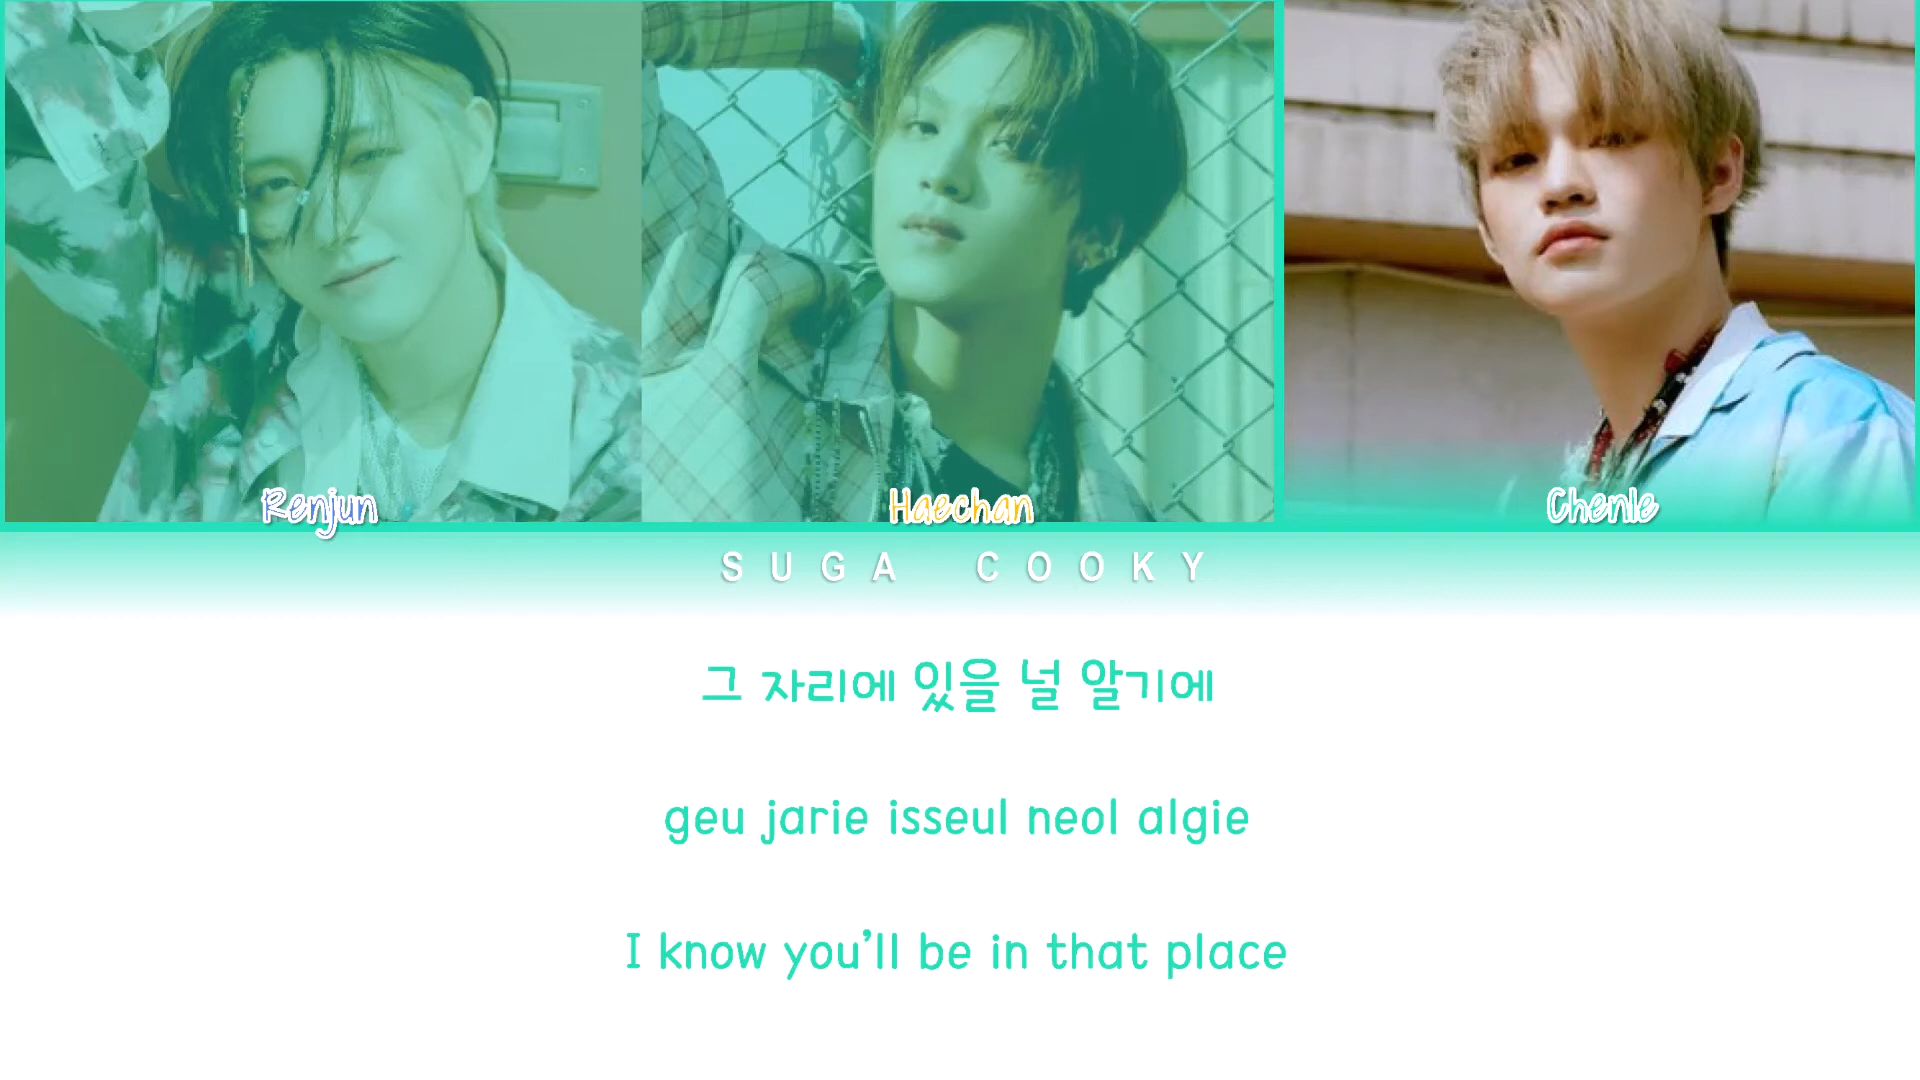 Renjun
Haechan
Chenle
SUGA COOKY
그 자리에 있을 널 알기에
geu jarie isseul neol algie
I know you’ll be in that place